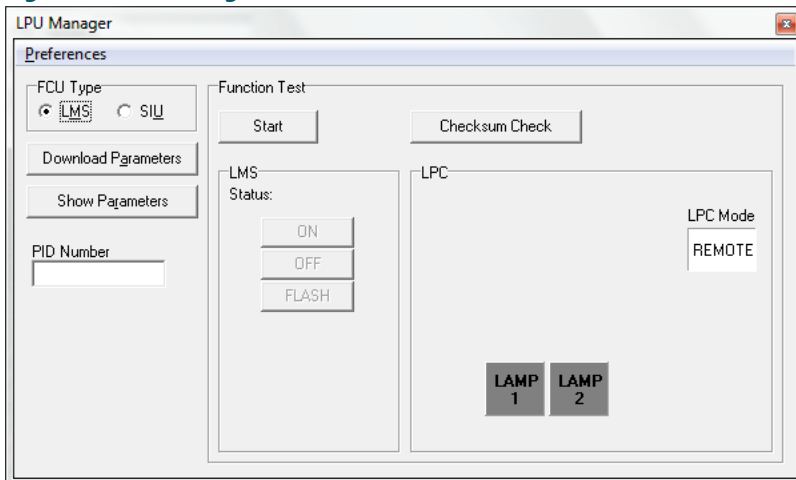 LPU Manager
Preferences
FCU Type
LMS SIU
Download Parameters
Show Parameters
PID Number
Function Test
Start
Checksum Check
LMS
Status:
ON
OFF
FLASH
LPC
LPC Mode
REMOTE
LAMP
1
LAMP
2